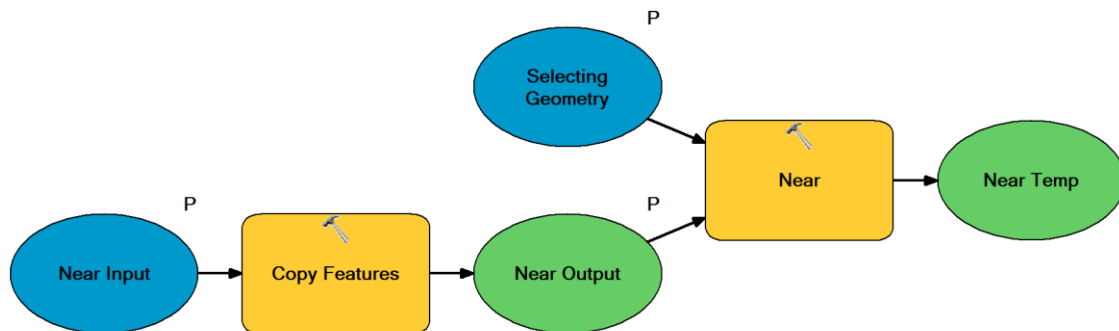 P
Selecting
Geometry
Near
Near Temp
P
P
Near Input
Copy Features
Near Output